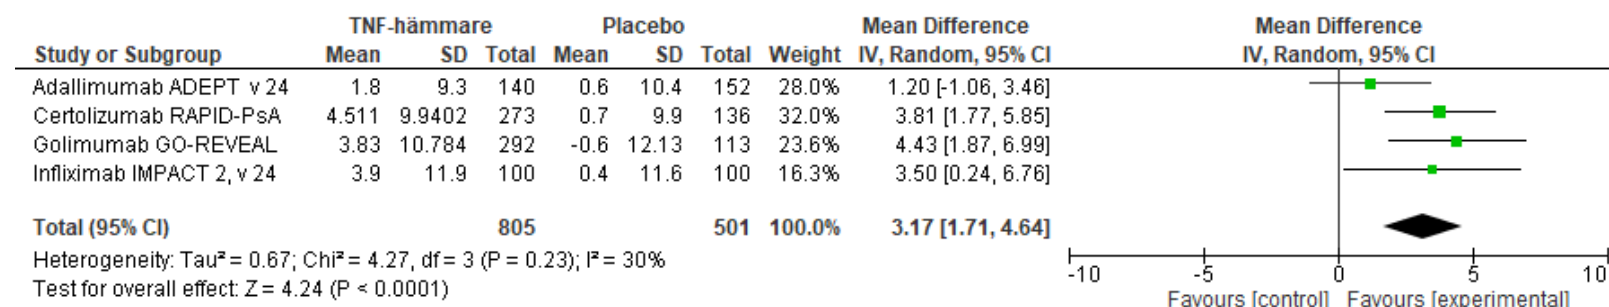 TNF-hämmare Placebo Mean Difference Mean Difference
Study or Subgroup Mean SD Total Mean SD Total Weight IV, Random, 95% CI IV, Random, 95% CI
Adallimumab ADEPT v 24 1.8 9.3 140 0.6 10.4 152 28.0% 1.20 [-1.06, 3.46]
Certolizumab RAPID-PsA 4.511 9.9402 273 0.7 9.9 136 32.0% 3.81 [1.77, 5.85]
Golimumab GO-REVEAL 3.83 10.784 292 -0.6 12.13 113 23.6% 4.43 [1.87, 6.99]
Infliximab IMPACT 2, v 24 3.9 11.9 100 0.4 11.6 100 16.3% 3.50 [0.24, 6.76]
Total (95% CI) 805 501 100.0% 3.17 [1.71, 4.64]
Heterogeneity: Tau² = 0.67; Chi² = 4.27, df = 3 (P = 0.23); I² = 30%
Test for overall effect: Z = 4.24 (P < 0.0001)
-10 -5 0 5 10
Favours [control] Favours [experimental]